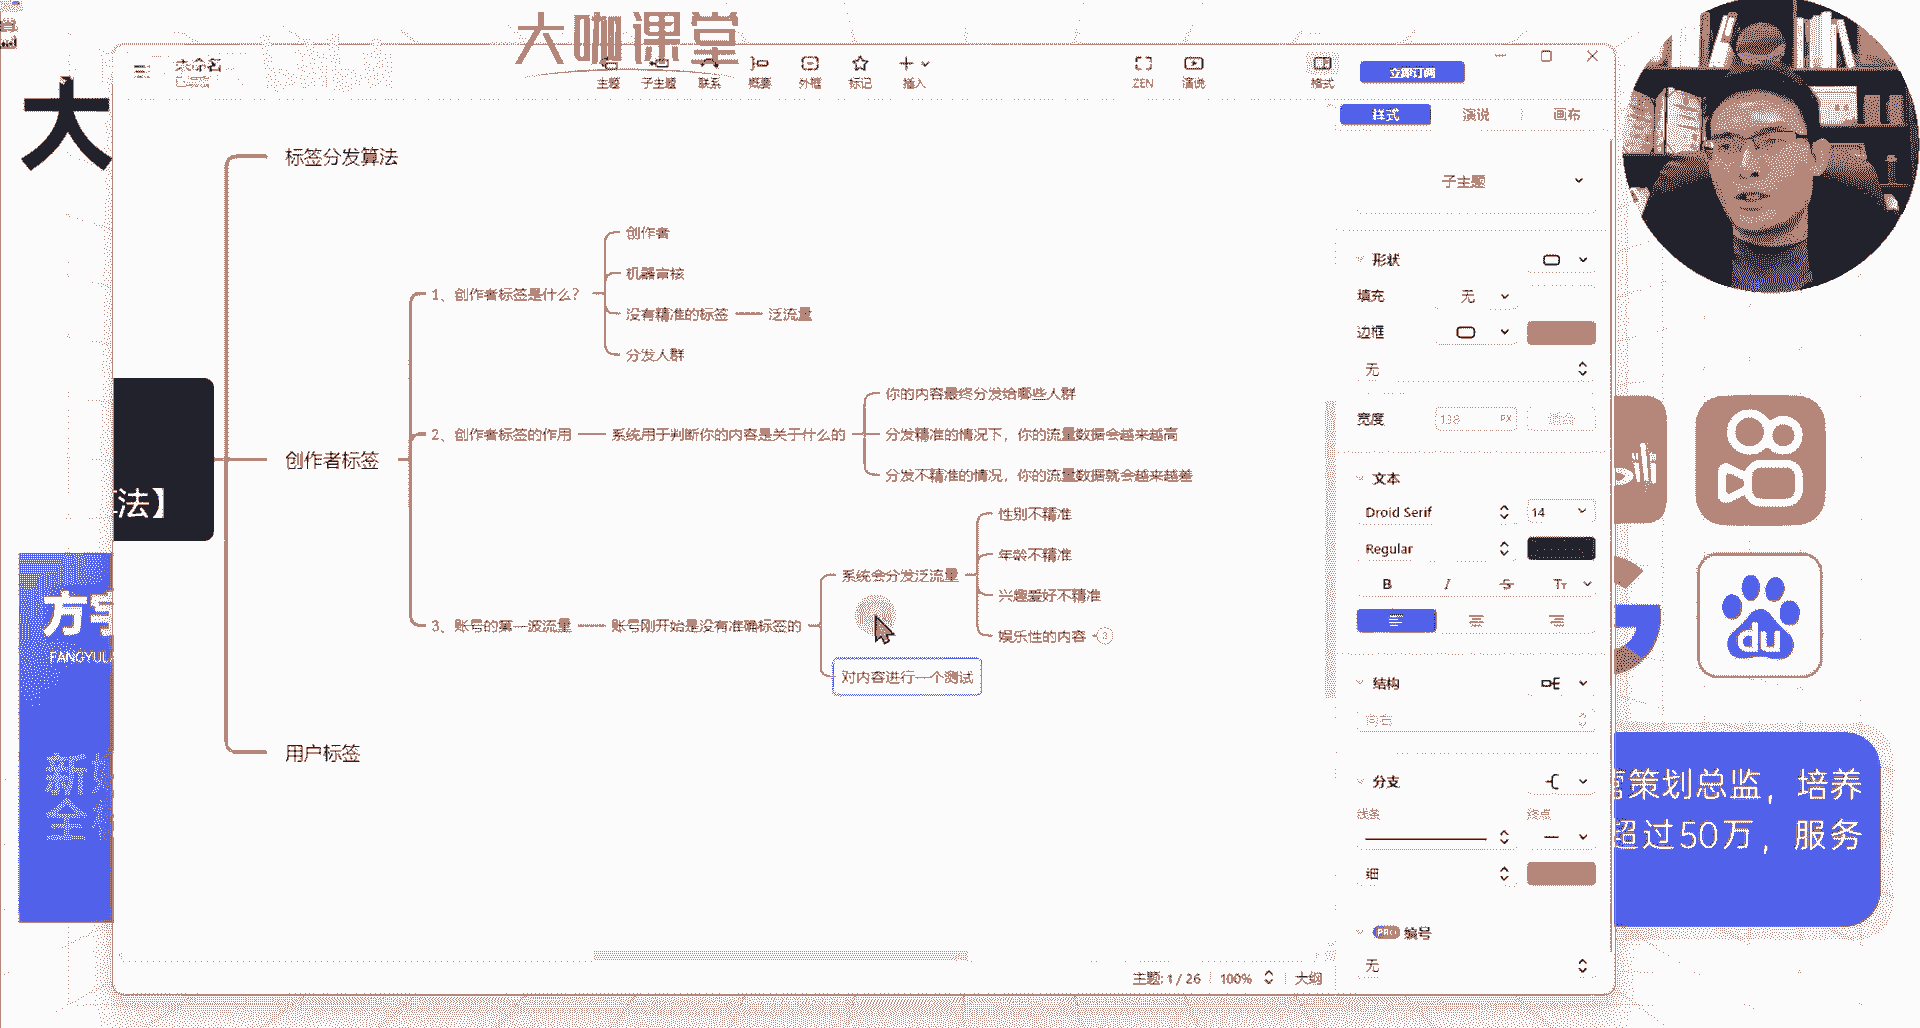 大咖课堂
大
未命名
主题
子主题
联系
概要
外框
标记
插入
ZEN
演说
格式
立即订阅
样式
演说
画布
标签分发算法
创作者
机器审核
1、创作者标签是什么？
没有精准的标签
泛流量
分发人群
你的内容最终分发给哪些人群
2、创作者标签的作用
系统用于判断你的内容是关于什么的
分发精准的情况下，你的流量数据会越来越高
分发不精准的情况，你的流量数据就会越来越差
创作者标签
法】
性别不精准
年龄不精准
系统会分发泛流量
兴趣爱好不精准
3、账号的第一波流量
账号刚开始是没有准确标签的
娱乐性的内容
3
对内容进行一个测试
用户标签
子主题
形状
填充
无
边框
无
宽度
138
PX
适合
文本
Droid Serif
14
Regular
B
I
S
Tт
结构
向右
分支
线条
终点
细
PRO
编号
无
主题: 1 / 26
100%
大纲
方
FANGYU
新
全
du
策划总监，培养
超过50万，服务